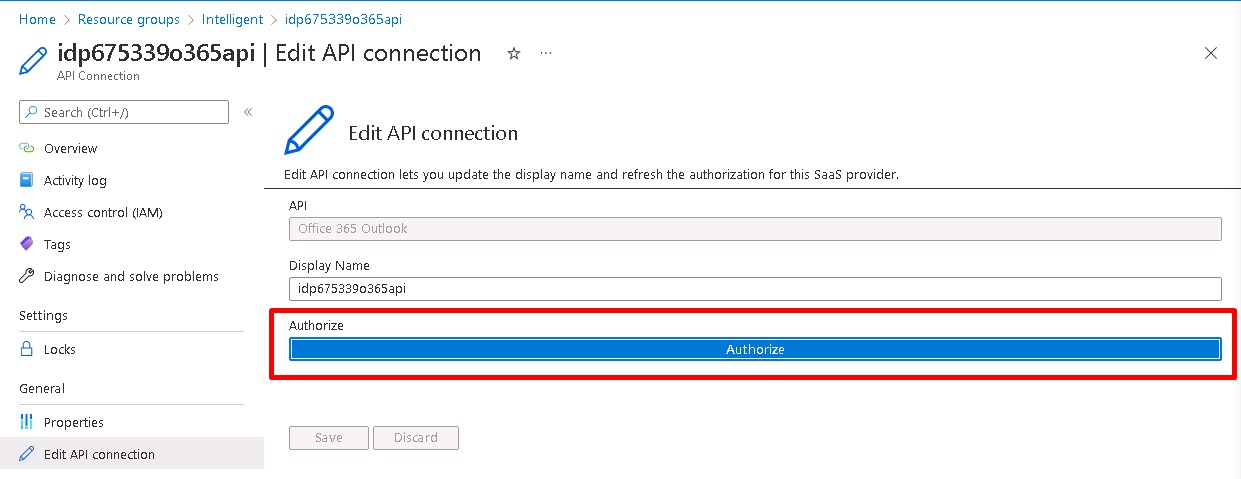 Home > Resource groups > Intelligent > idp675339o365api
idp675339o365api | Edit API connection
API Connection
Search (Ctrl+/)
Overview
Activity log
Access control (IAM)
Tags
Diagnose and solve problems
Settings
Locks
General
Properties
Edit API connection
Edit API connection
Edit API connection lets you update the display name and refresh the authorization for this SaaS provider.
API
Office 365 Outlook
Display Name
idp675339o365api
Authorize
Authorize
Save Discard